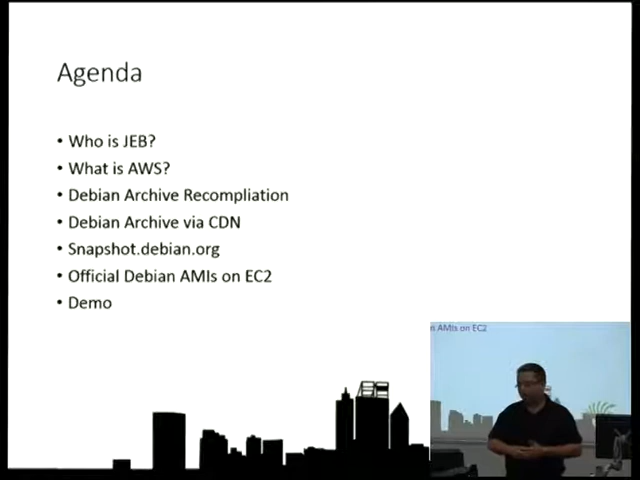 Agenda
• Who is JEB?
• What is AWS?
• Debian Archive Recompliation
• Debian Archive via CDN
• Snapshot.debian.org
• Official Debian AMIs on EC2
• Demo
AMIs on EC2